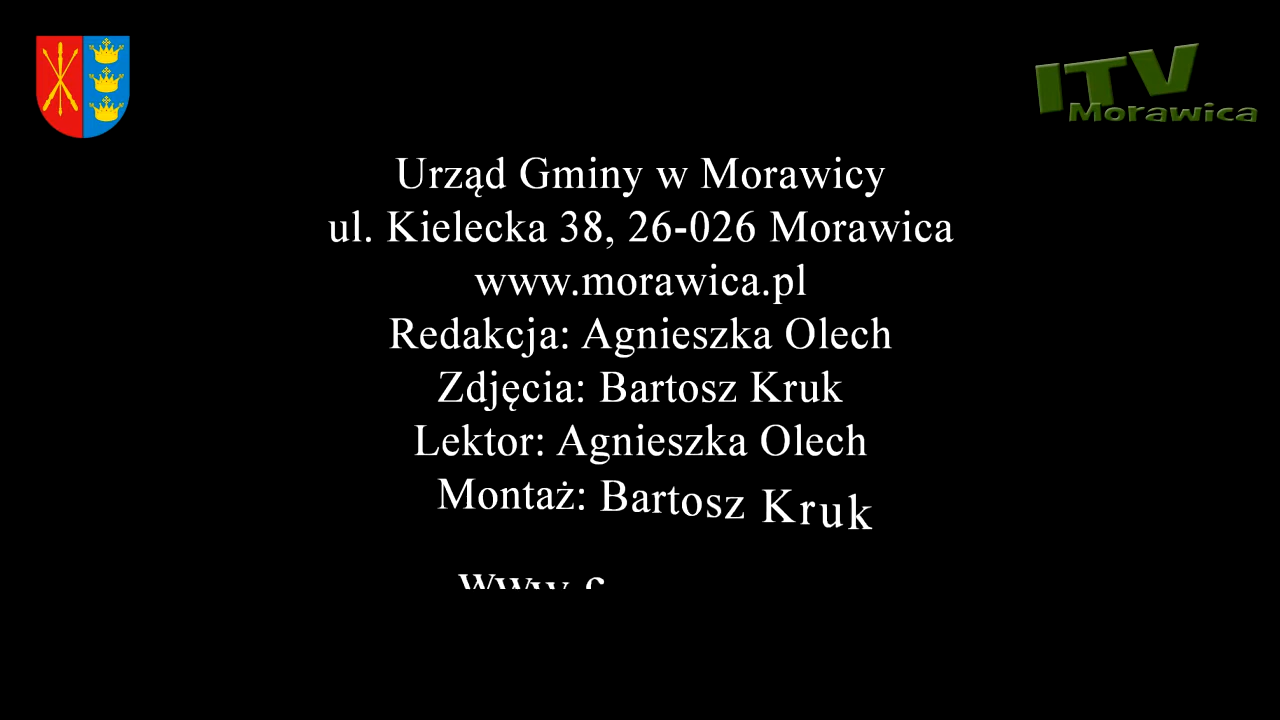 ITV
Morawica
Urząd Gminy w Morawicy
ul. Kielecka 38, 26-026 Morawica
www.morawica.pl
Redakcja: Agnieszka Olech
Zdjęcia: Bartosz Kruk
Lektor: Agnieszka Olech
Montaż: Bartosz Kruk